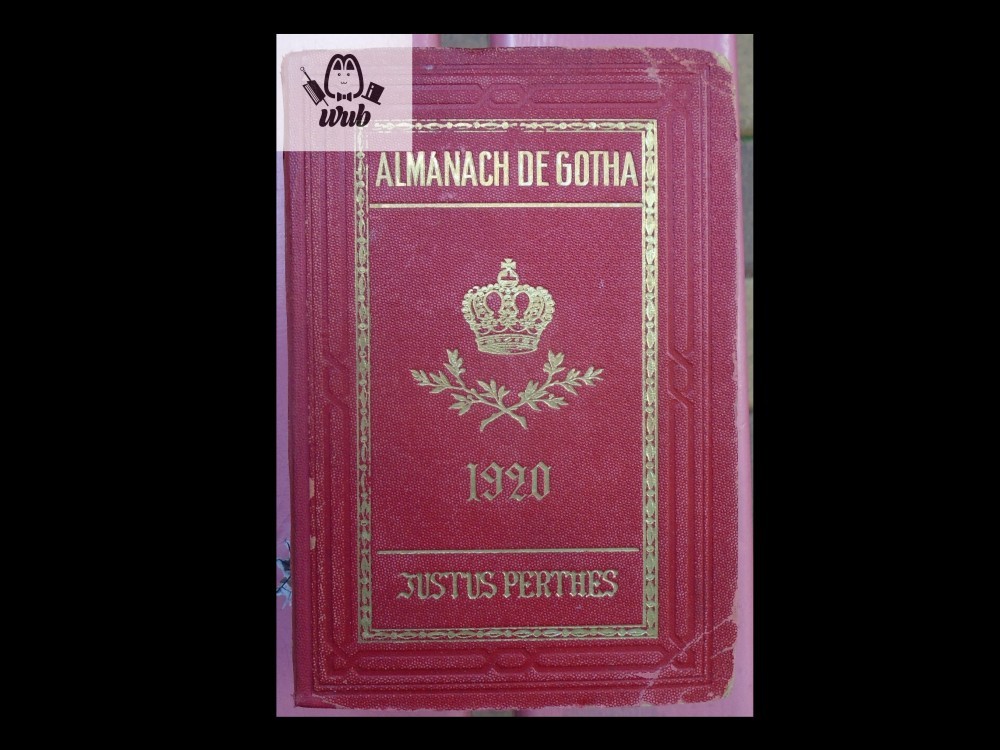 wub
ALMANACH DE GOTHA
1920
JUSTUS PERTHES